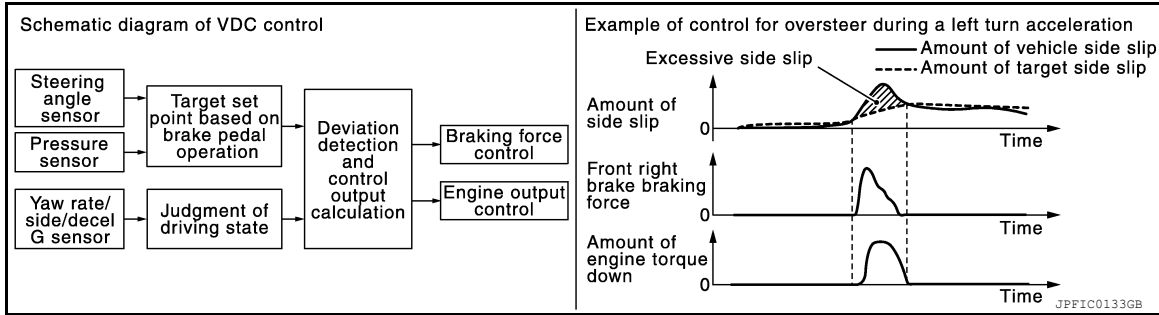 Schematic diagram of VDC control
Steering
angle
sensor
Pressure
sensor
Yaw rate/
side/decel
G sensor
Target set
point based on
brake pedal
operation
Judgment of
driving state
Deviation
detection
and
control
output
calculation
Braking force
control
Engine output
control
Example of control for oversteer during a left turn acceleration
Excessive side slip
Amount of vehicle side slip
Amount of target side slip
Amount of
side slip
0
Time
Front right
brake braking
force
0
Time
Amount of
engine torque
down
0
Time
JPFIC0133GB